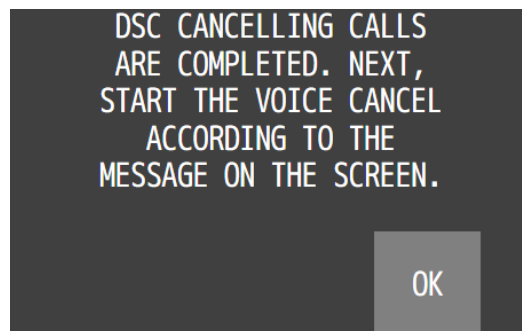 DSC CANCELLING CALLS
ARE COMPLETED. NEXT,
START THE VOICE CANCEL
ACCORDING TO THE
MESSAGE ON THE SCREEN.
OK